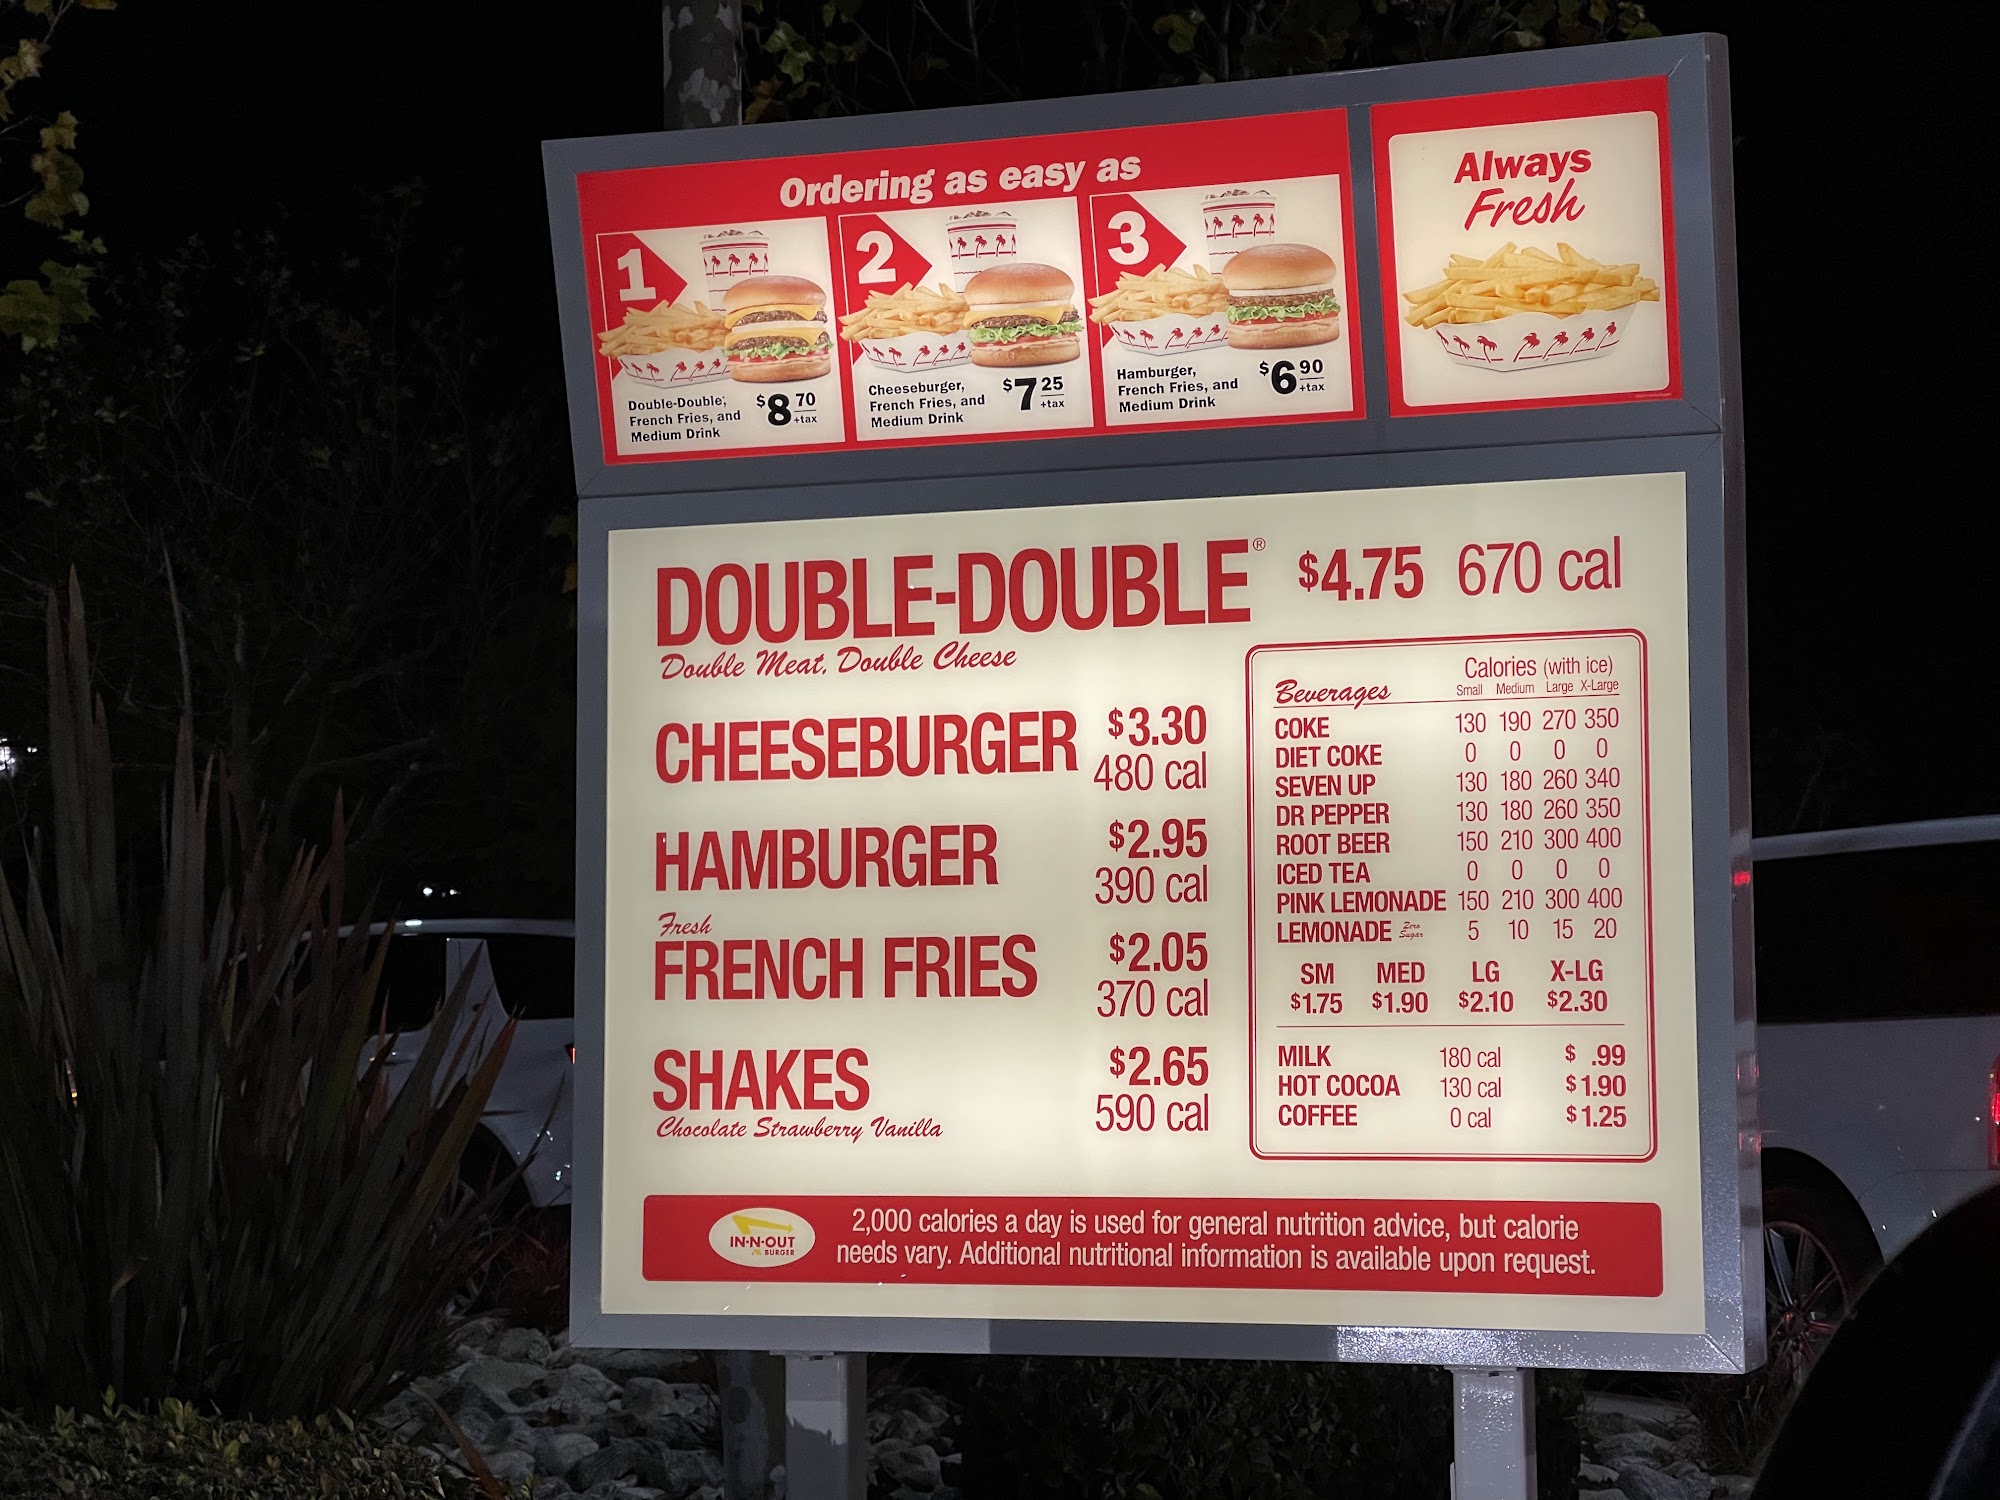 Ordering as easy as
1
Double-Double,
French Fries, and
Medium Drink
$8 70
+tax
2
Cheeseburger,
French Fries, and
Medium Drink
$7 25
+tax
3
Hamburger,
French Fries, and
Medium Drink
$6 90
+tax
Always
Fresh
DOUBLE-DOUBLE® $4.75 670 cal
Double Meat, Double Cheese
CHEESEBURGER $3.30
480 cal
HAMBURGER $2.95
390 cal
Fresh
FRENCH FRIES $2.05
370 cal
SHAKES $2.65
Chocolate Strawberry Vanilla 590 cal
Calories (with ice)
Beverages Small Medium Large X-Large
COKE 130 190 270 350
DIET COKE 0 0 0 0
SEVEN UP 130 180 260 340
DR PEPPER 130 180 260 350
ROOT BEER 150 210 300 400
ICED TEA 0 0 0 0
PINK LEMONADE 150 210 300 400
LEMONADE Zero Sugar 5 10 15 20
SM MED LG X-LG
$1.75 $1.90 $2.10 $2.30
MILK 180 cal $ .99
HOT COCOA 130 cal $1.90
COFFEE 0 cal $1.25
IN-N-OUT
BURGER
2,000 calories a day is used for general nutrition advice, but calorie
needs vary. Additional nutritional information is available upon request.